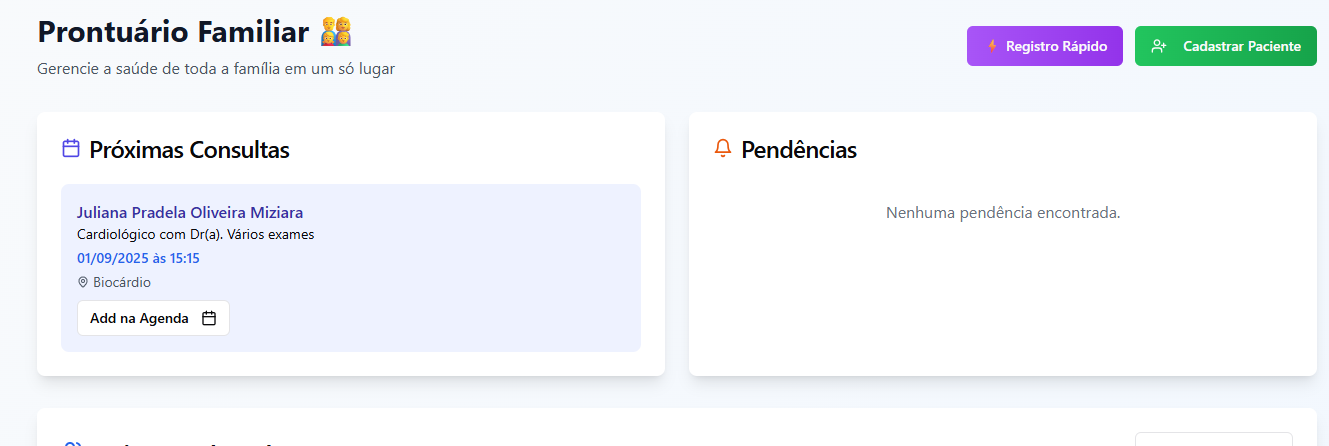 Prontuário Familiar
Gerencie a saúde de toda a família em um só lugar
Registro Rápido
Cadastrar Paciente
Próximas Consultas
Juliana Pradela Oliveira Miziara
Cardiológico com Dr(a). Vários exames
01/09/2025 às 15:15
Biocárdio
Add na Agenda
Pendências
Nenhuma pendência encontrada.